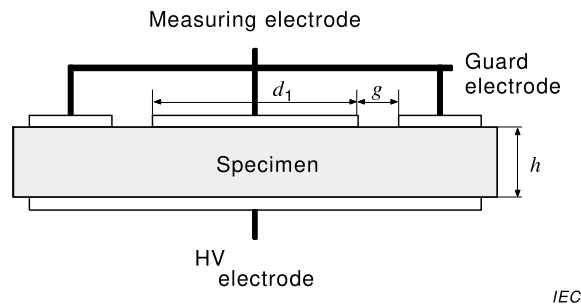 Measuring electrode
Guard
electrode
d1
g
Specimen
h
HV
electrode
IEC